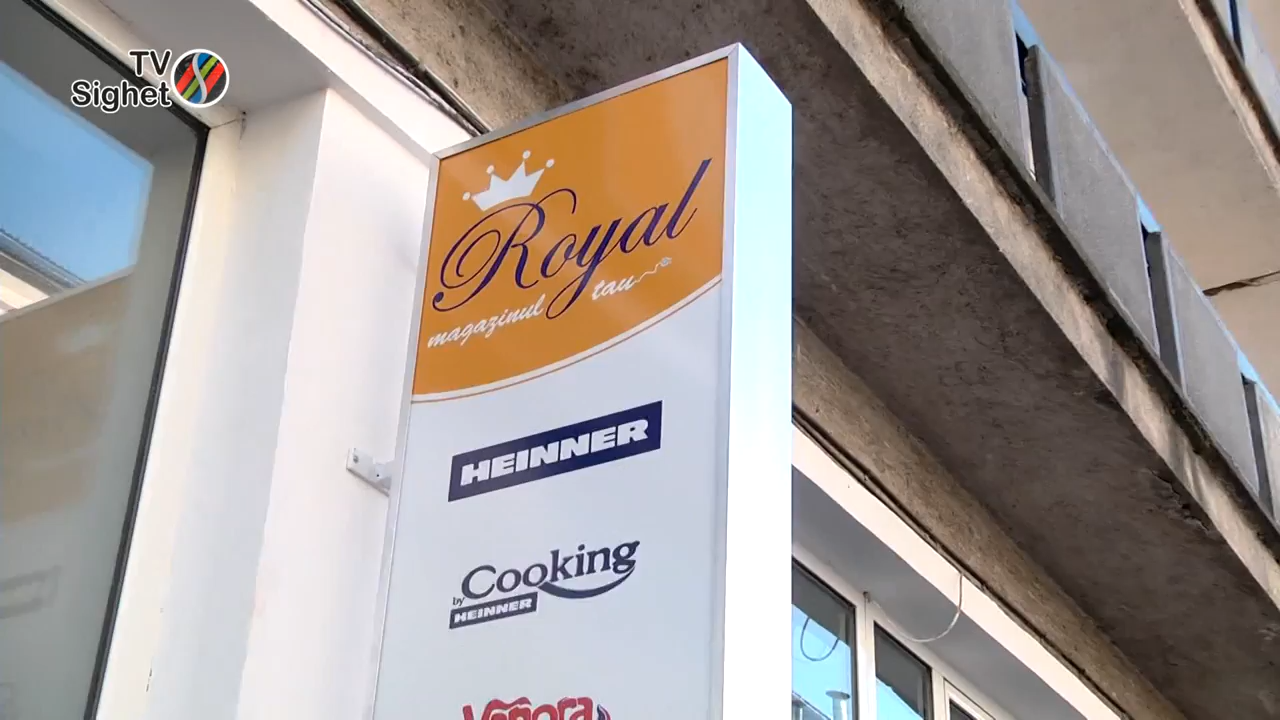 TV
Sighet
Royal
magazinul tau
HEINNER
Cooking
by HEINNER